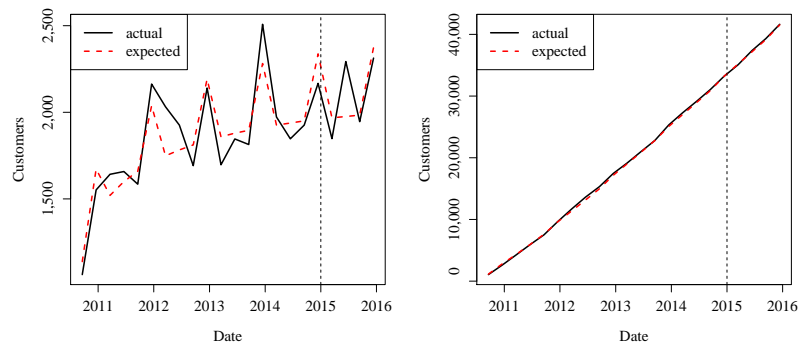 actual
expected
Customers
2,500
2,000
1,500
2011 2012 2013 2014 2015 2016
Date
actual
expected
Customers
40,000
30,000
20,000
10,000
0
2011 2012 2013 2014 2015 2016
Date